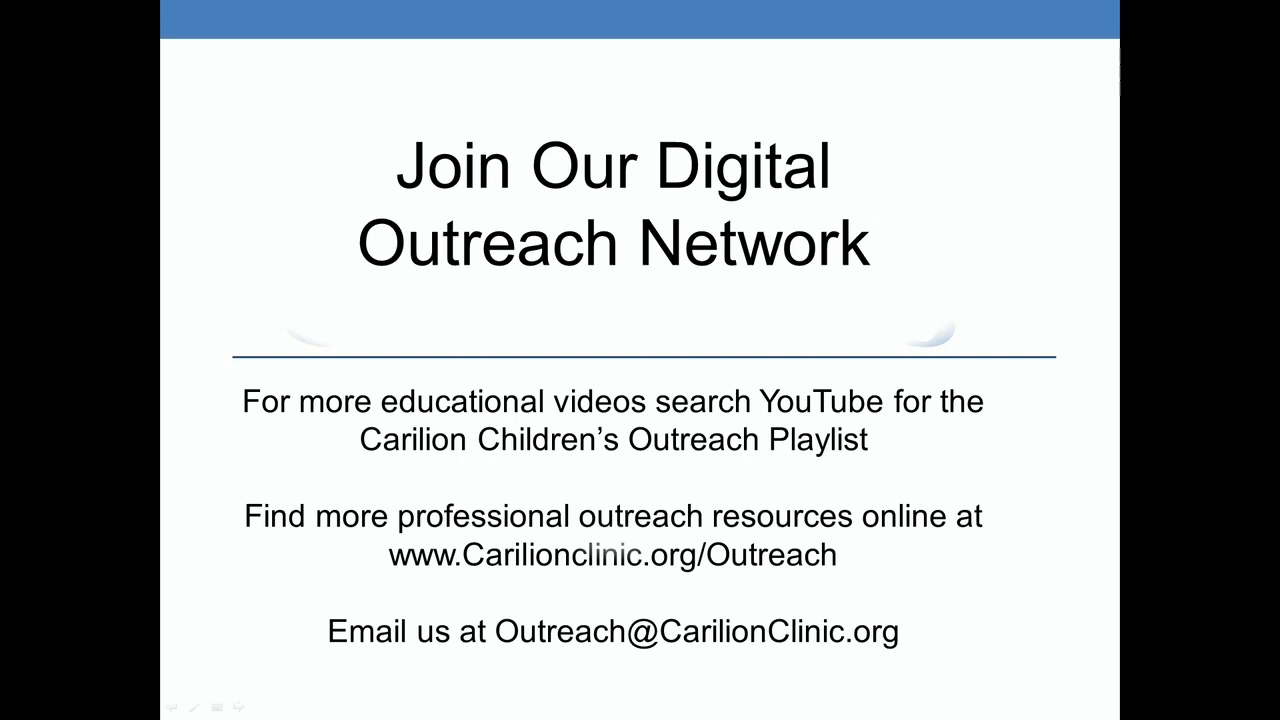 Join Our Digital
Outreach Network
For more educational videos search YouTube for the
Carilion Children’s Outreach Playlist
Find more professional outreach resources online at
www.Carilionclinic.org/Outreach
Email us at Outreach@CarilionClinic.org